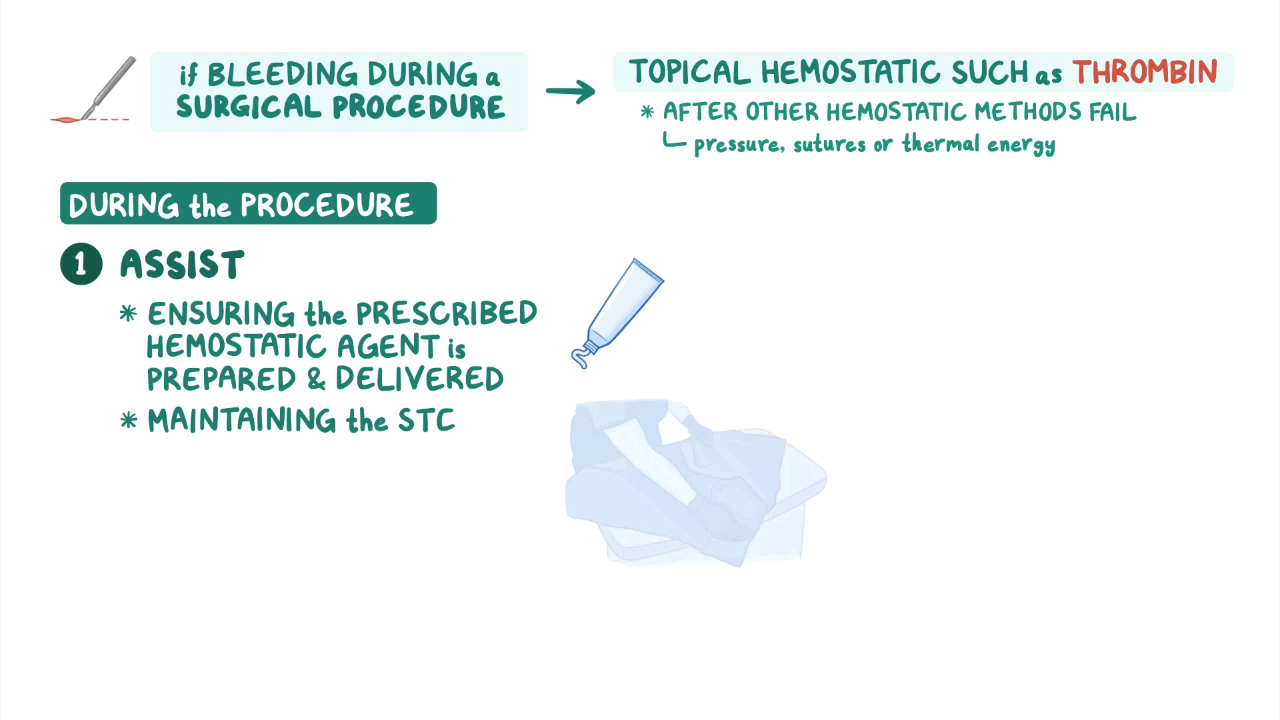 if BLEEDING DURING a
SURGICAL PROCEDURE
TOPICAL HEMOSTATIC SUCH as THROMBIN
* AFTER OTHER HEMOSTATIC METHODS FAIL
pressure, sutures or thermal energy
DURING the PROCEDURE
1 ASSIST
* ENSURING the PRESCRIBED
HEMOSTATIC AGENT is
PREPARED & DELIVERED
* MAINTAINING the STC